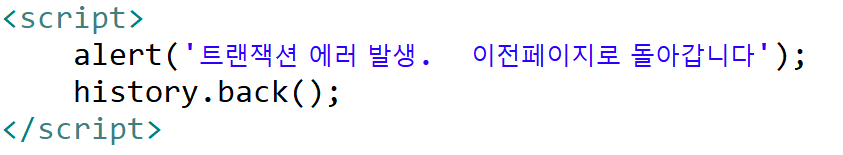 <script>
    alert('트랜잭션 에러 발생.  이전페이지로 돌아갑니다');
    history.back();
</script>